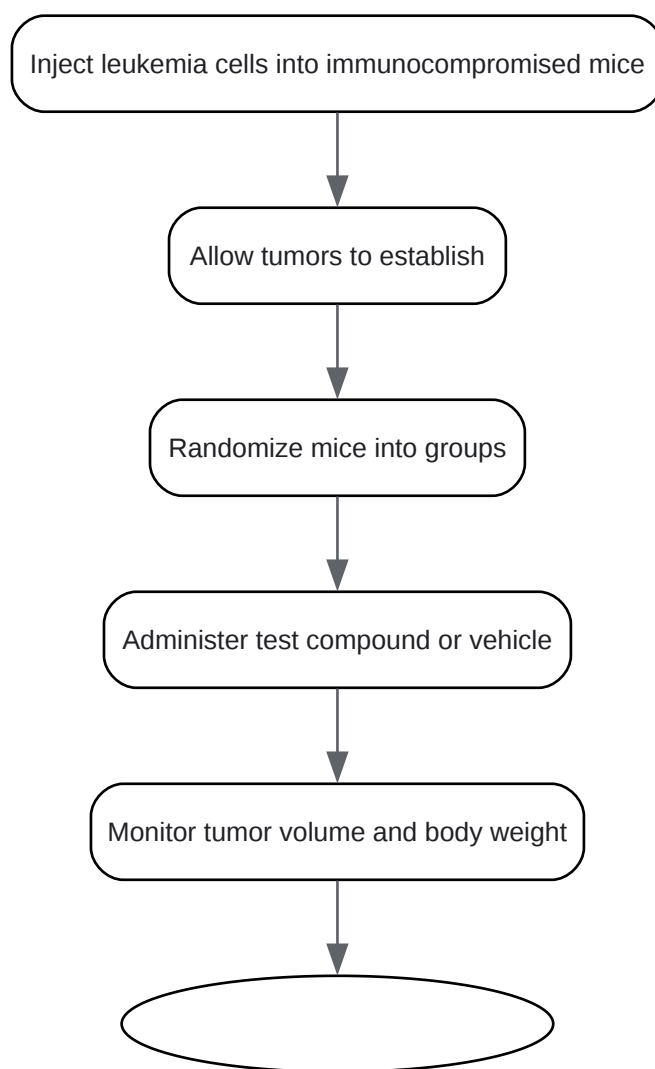 Inject leukemia cells into immunocompromised mice
Allow tumors to establish
Randomize mice into groups
Administer test compound or vehicle
Monitor tumor volume and body weight